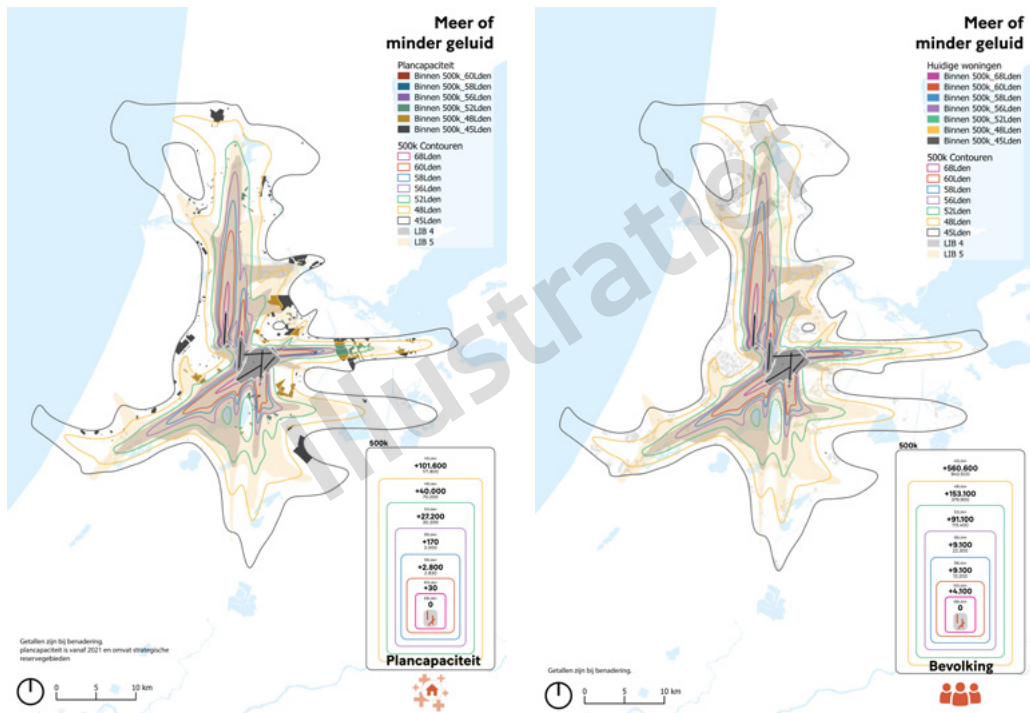 Meer of
minder geluid
Plancapaciteit
Binnen 500k_60Lden
Binnen 500k_58Lden
Binnen 500k_56Lden
Binnen 500k_52Lden
Binnen 500k_48Lden
Binnen 500k_45Lden
500k Contouren
68Lden
60Lden
58Lden
56Lden
52Lden
48Lden
45Lden
LIB 4
LIB 5
500k
+101.600
+40.000
+27.200
+170
+2.800
+30
0
Plancapaciteit
Getallen zijn bij benadering.
plancapaciteit is vanaf 2021 en omvat strategische
reservegebieden
0 5 10 km
Meer of
minder geluid
Huidige woningen
Binnen 500k_68Lden
Binnen 500k_60Lden
Binnen 500k_58Lden
Binnen 500k_56Lden
Binnen 500k_52Lden
Binnen 500k_48Lden
Binnen 500k_45Lden
500k Contouren
68Lden
60Lden
58Lden
56Lden
52Lden
48Lden
45Lden
LIB 4
LIB 5
500k
+560.600
+153.100
+91.100
+9.100
+9.100
+4.100
0
Bevolking
Getallen zijn bij benadering.
0 5 10 km
Illustratief